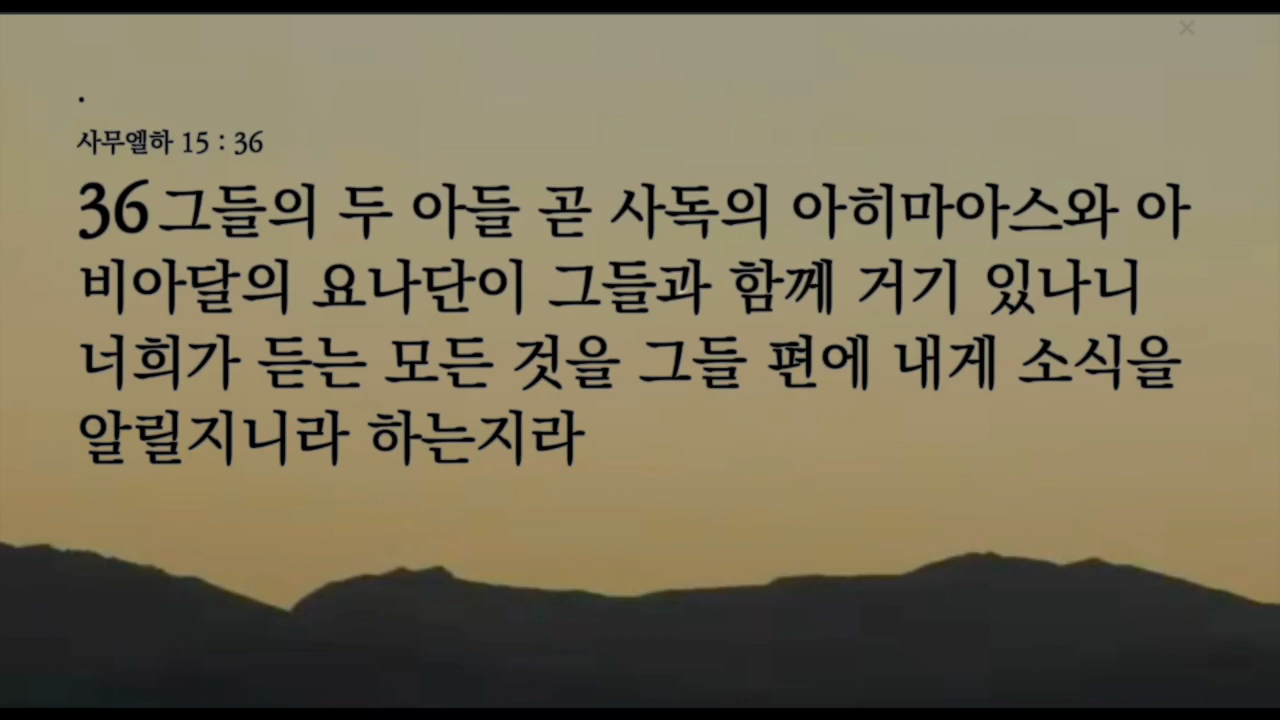 .
사무엘하 15 : 36
36그들의 두 아들 곧 사독의 아히마아스와 아
비아달의 요나단이 그들과 함께 거기 있나니
너희가 듣는 모든 것을 그들 편에 내게 소식을
알릴지니라 하는지라